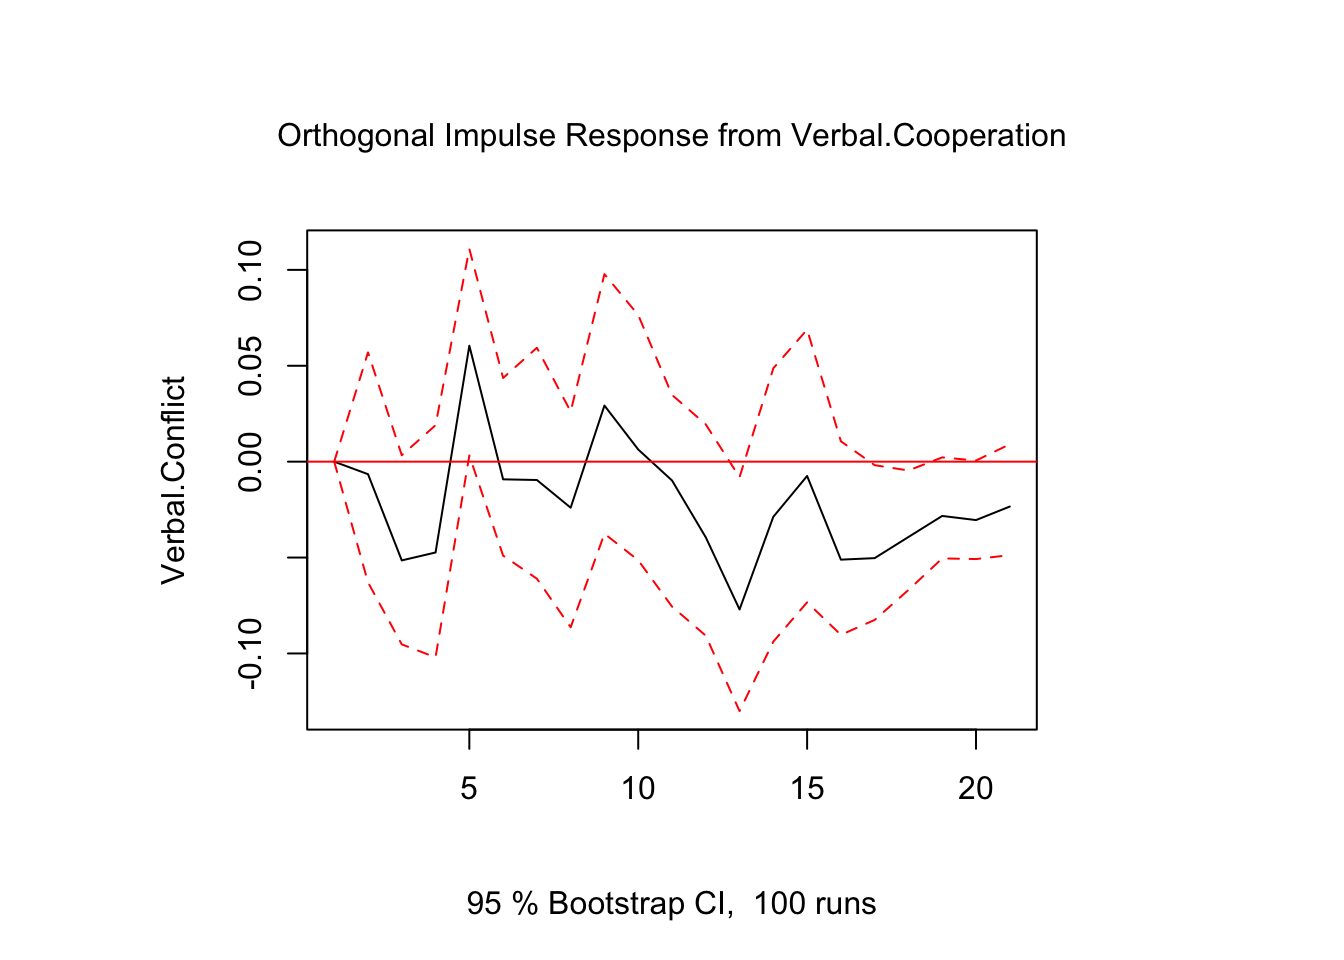 Orthogonal Impulse Response from Verbal.Cooperation
Verbal.Conflict
0.10
0.05
0.00
-0.10
5 10 15 20
95 % Bootstrap CI,  100 runs